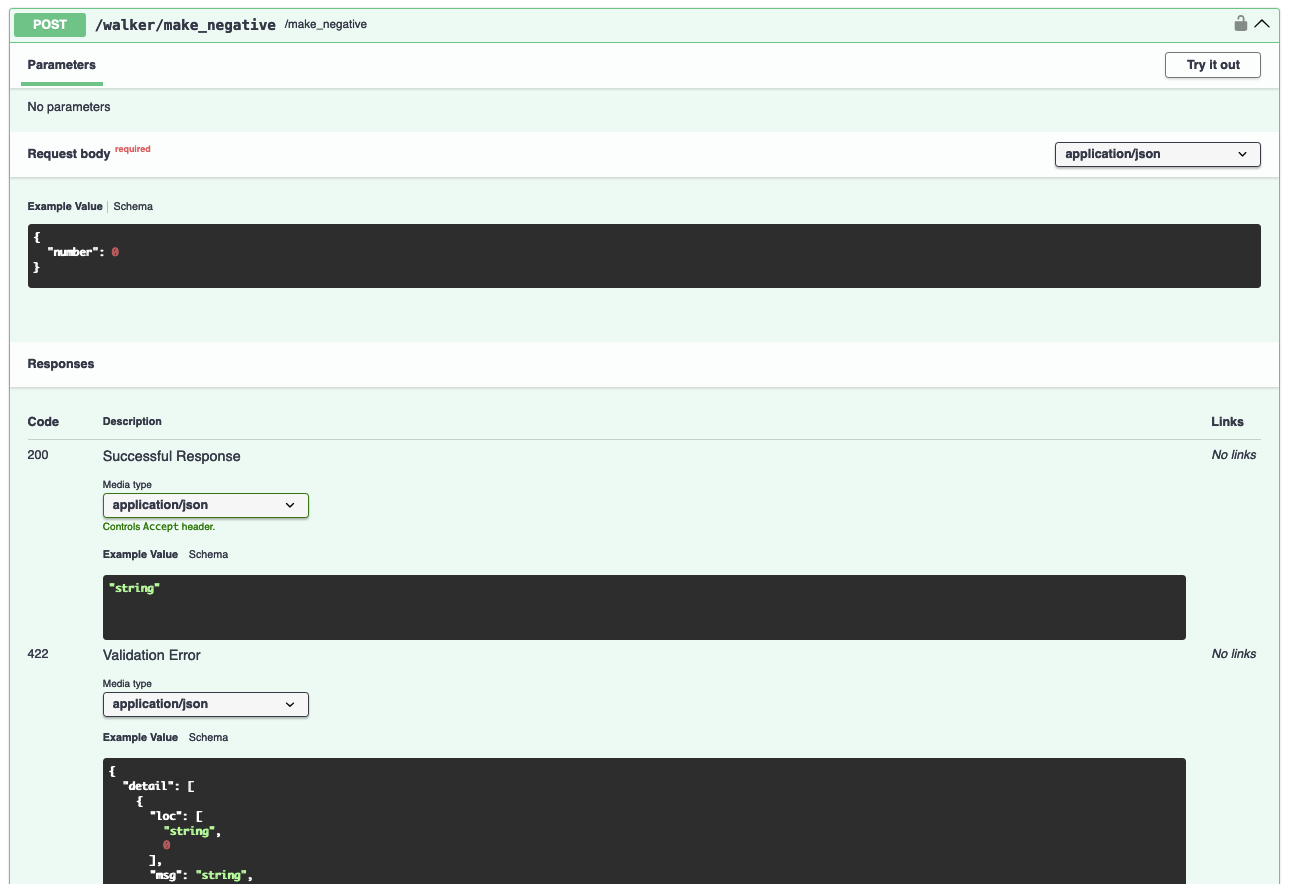 POST /walker/make_negative /make_negative
Parameters Try it out
No parameters
Request body required application/json
Example Value Schema
{
"number": 0
}
Responses
Code Description Links
200 Successful Response No links
Media type
application/json
Controls Accept header.
Example Value Schema
"string"
422 Validation Error No links
Media type
application/json
Example Value Schema
{
"detail": [
{
"loc": [
"string",
0
],
"msg": "string",